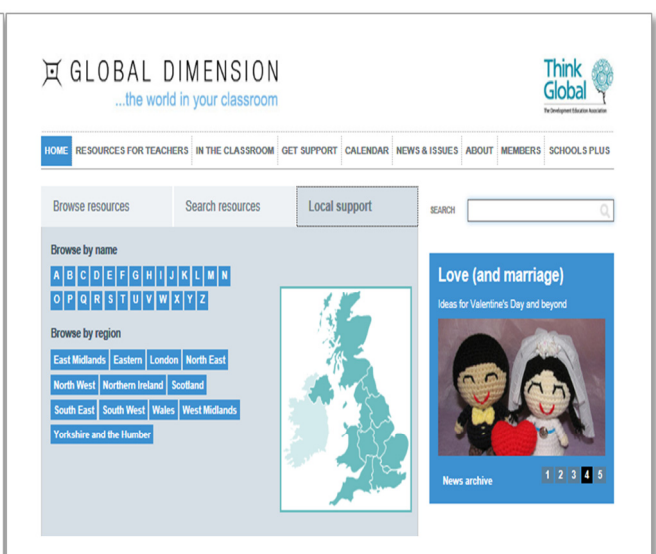 GLOBAL DIMENSION
...the world in your classroom
Think
Global
The Development Education Association
HOME RESOURCES FOR TEACHERS IN THE CLASSROOM GET SUPPORT CALENDAR NEWS & ISSUES ABOUT MEMBERS SCHOOLS PLUS
Browse resources Search resources Local support
SEARCH
Browse by name
A B C D E F G H I J K L M N
O P Q R S T U V W X Y Z
Browse by region
East Midlands Eastern London North East
North West Northern Ireland Scotland
South East South West Wales West Midlands
Yorkshire and the Humber
Love (and marriage)
Ideas for Valentine's Day and beyond
News archive 1 2 3 4 5